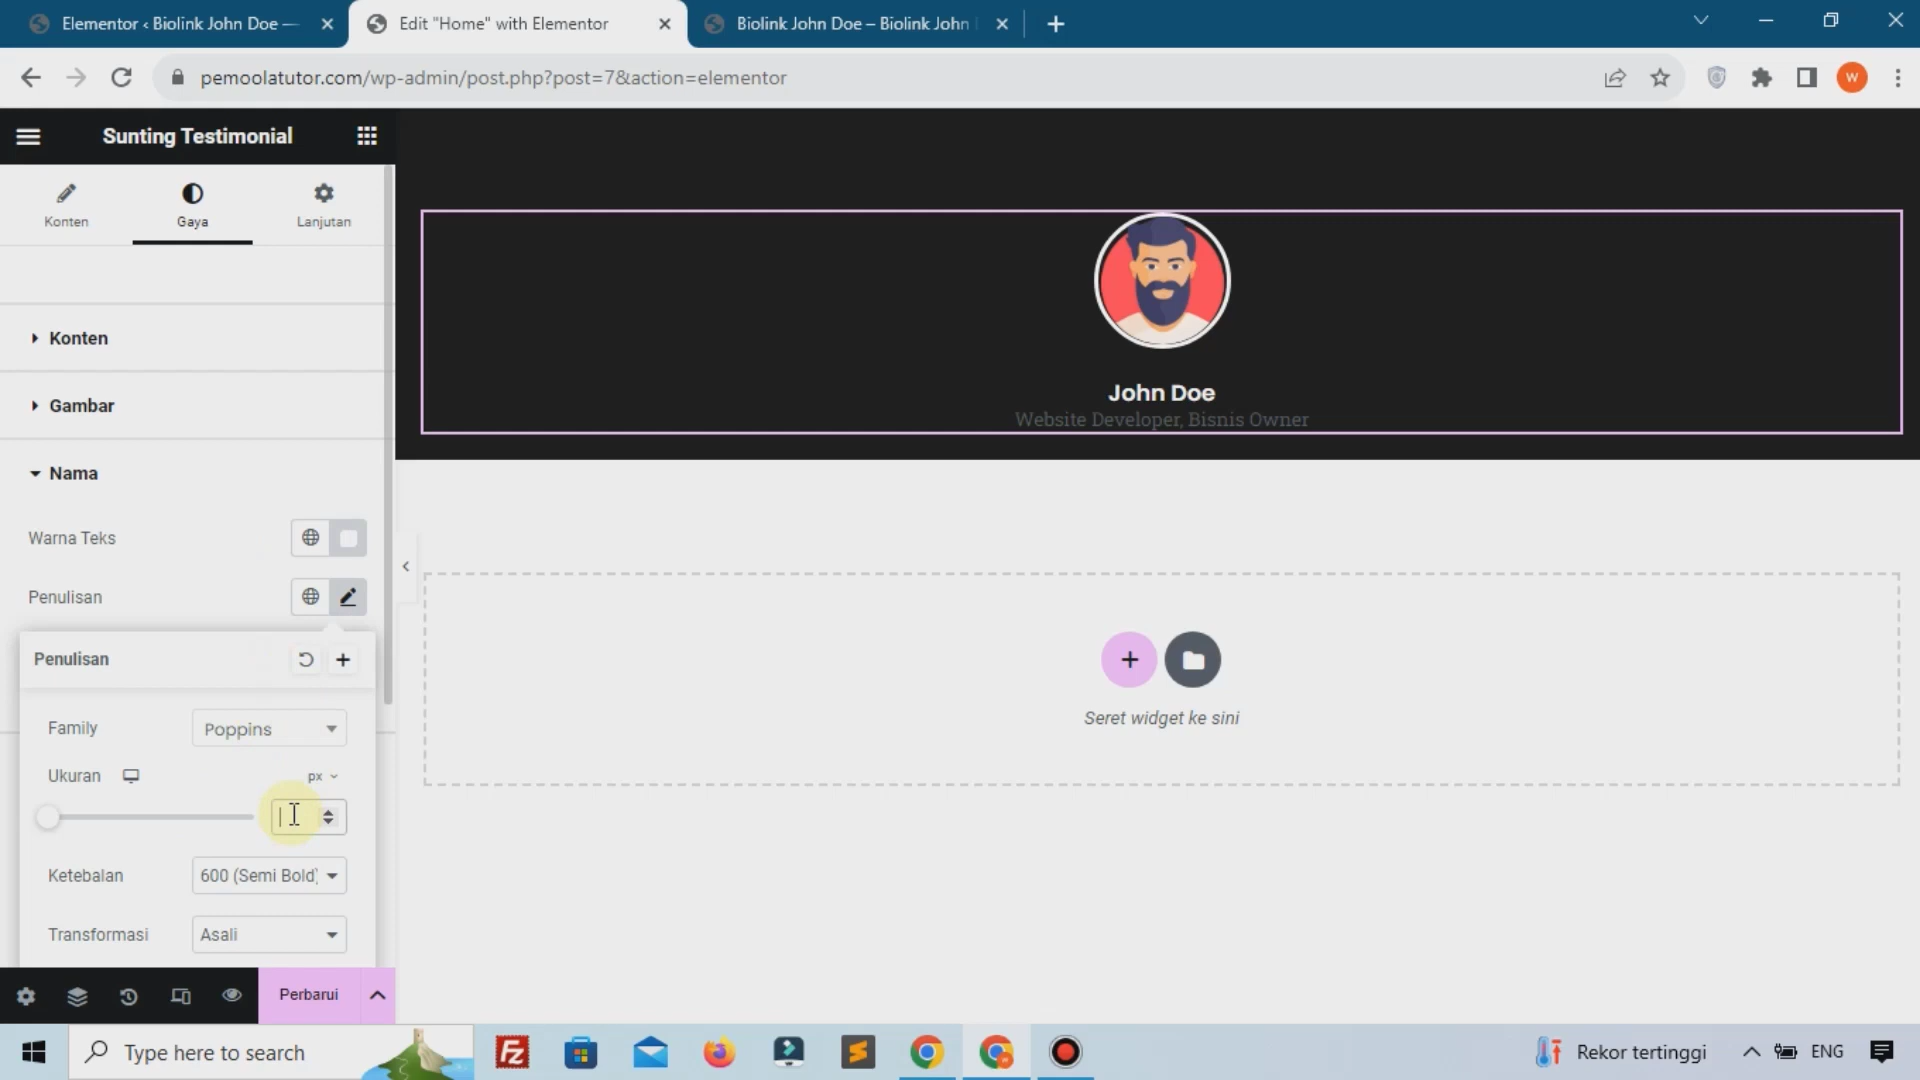 Elementor ‹ Biolink John Doe —
Edit "Home" with Elementor
Biolink John Doe – Biolink John
pemoolatutor.com/wp-admin/post.php?post=7&action=elementor
W
Sunting Testimonial
Konten
Gaya
Lanjutan
Konten
Gambar
Nama
Warna Teks
Penulisan
Penulisan
Family
Poppins
Ukuran
px
Ketebalan
600 (Semi Bold)
Transformasi
Asali
Perbarui
John Doe
Website Developer, Bisnis Owner
Seret widget ke sini
Type here to search
Fz
Rekor tertinggi
ENG